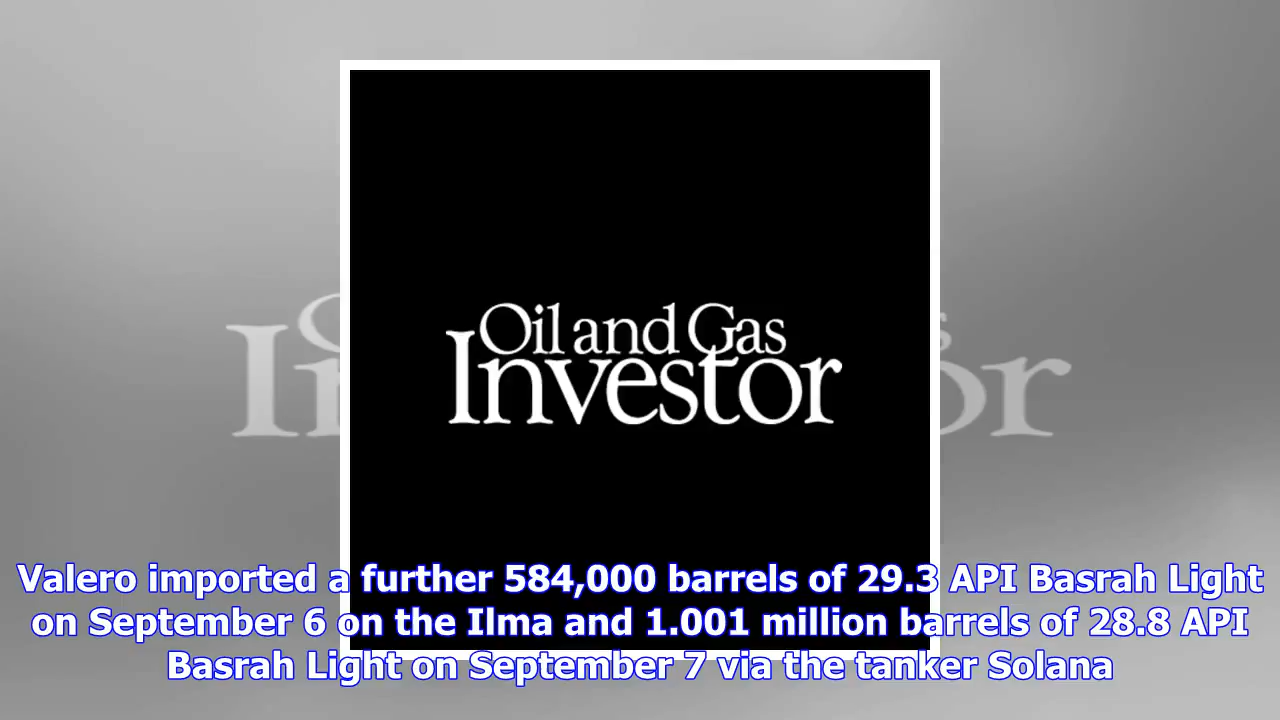 Oil and Gas
Investor
Valero imported a further 584,000 barrels of 29.3 API Basrah Light
on September 6 on the Ilma and 1.001 million barrels of 28.8 API
Basrah Light on September 7 via the tanker Solana